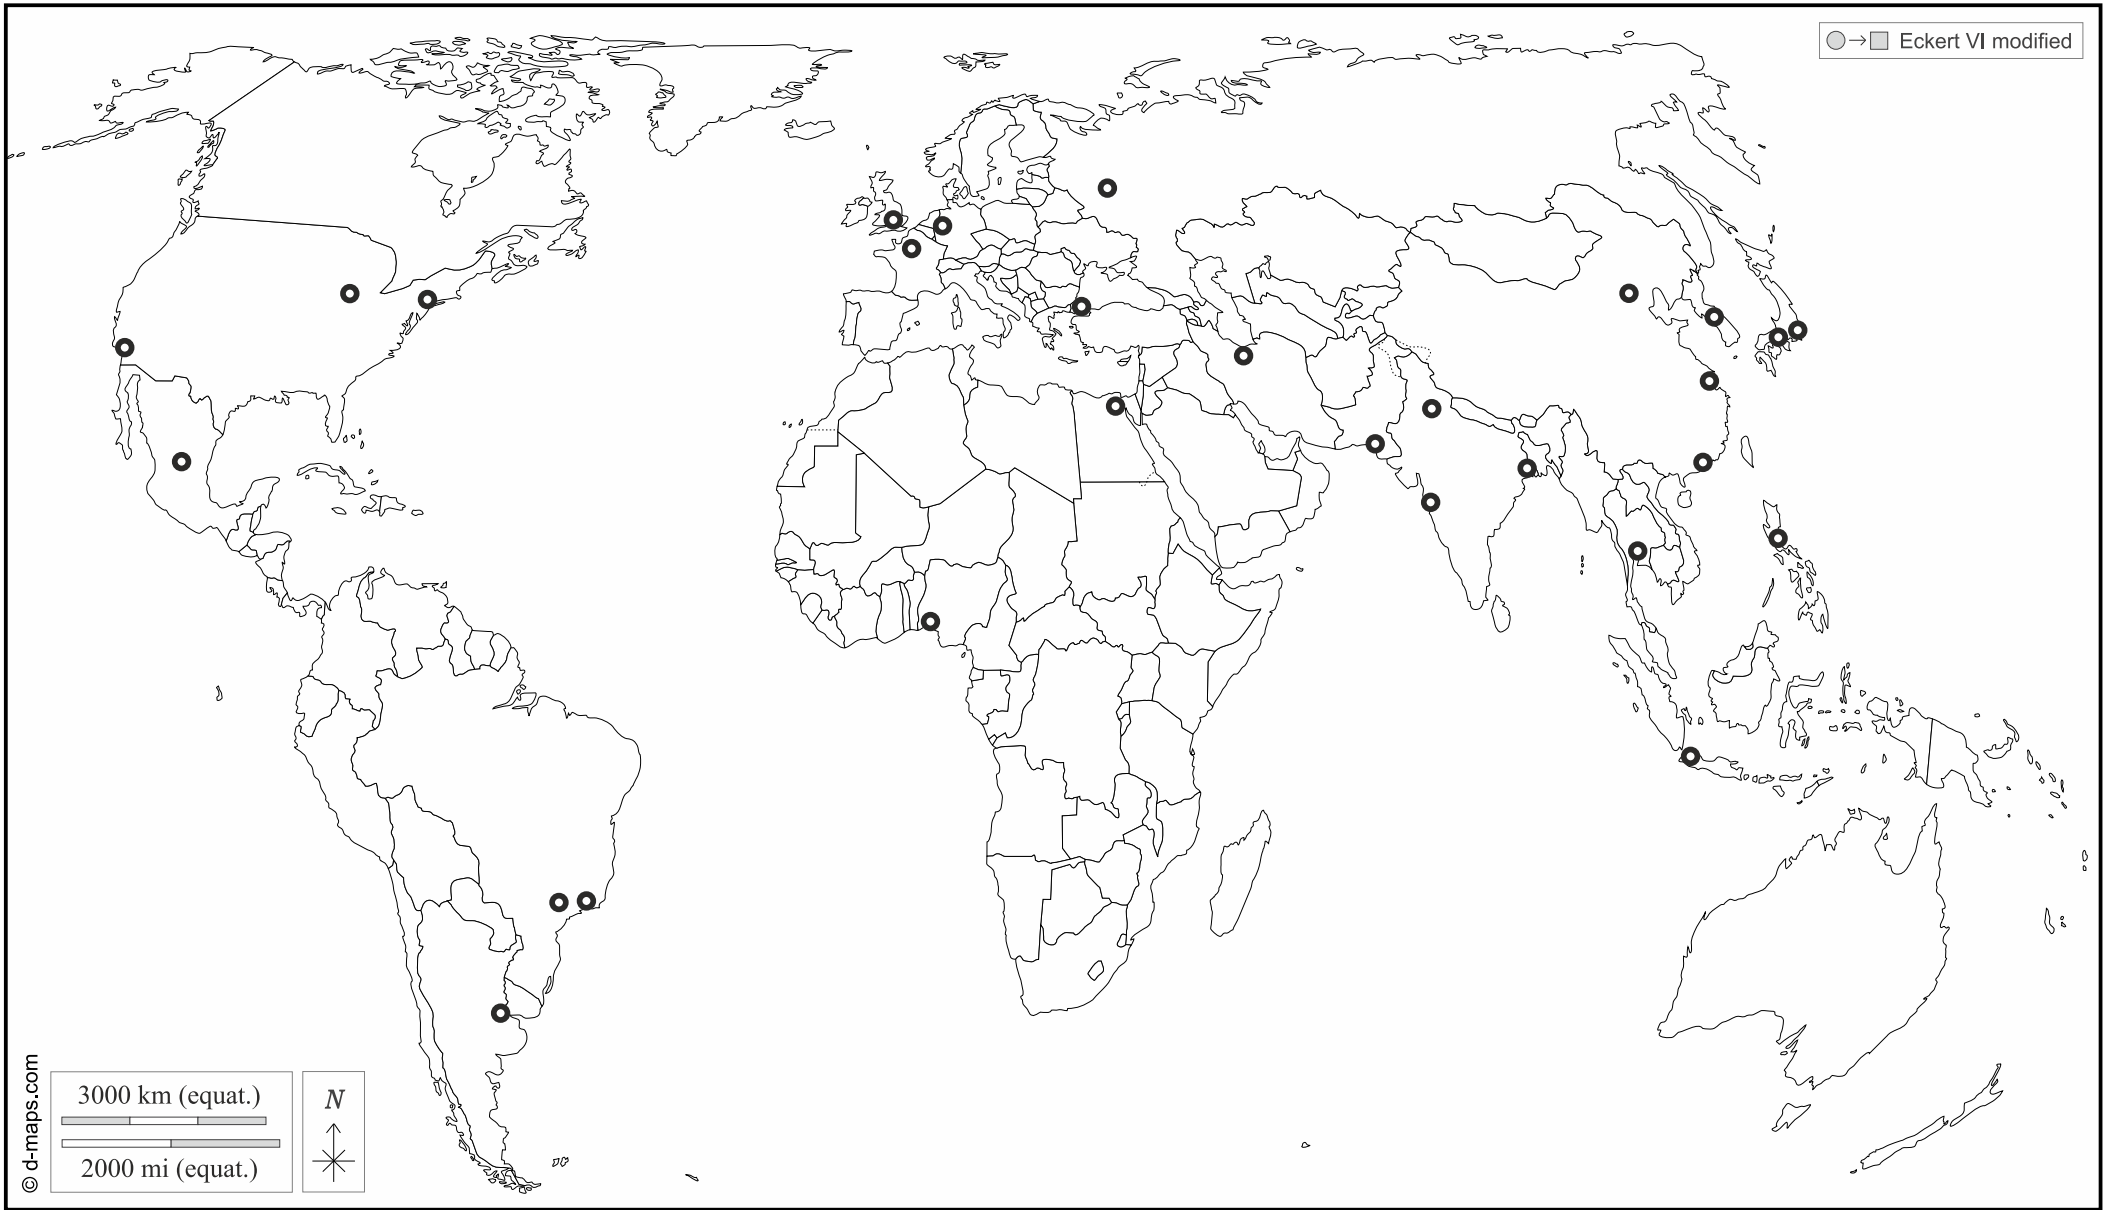 Eckert VI modified
© d-maps.com
3000 km (equat.)
2000 mi (equat.)
N